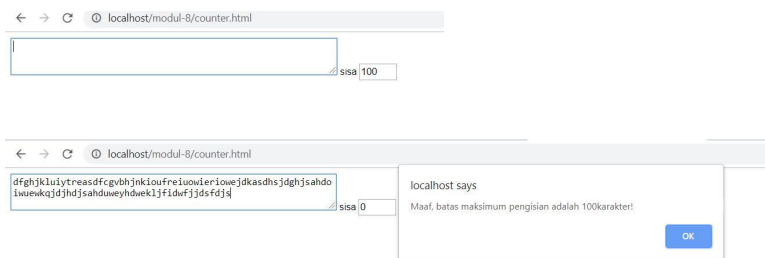 localhost/modul-8/counter.html
sisa 100
localhost/modul-8/counter.html
dfghjkluiytreasdfcgvbhjnkioufreiuowieriowejdkasdhsjdghjsahdo
iwuewkqjdjhdjsahduweyhdwekljfidwfjjdsfdjs
sisa 0
localhost says
Maaf, batas maksimum pengisian adalah 100karakter!
OK